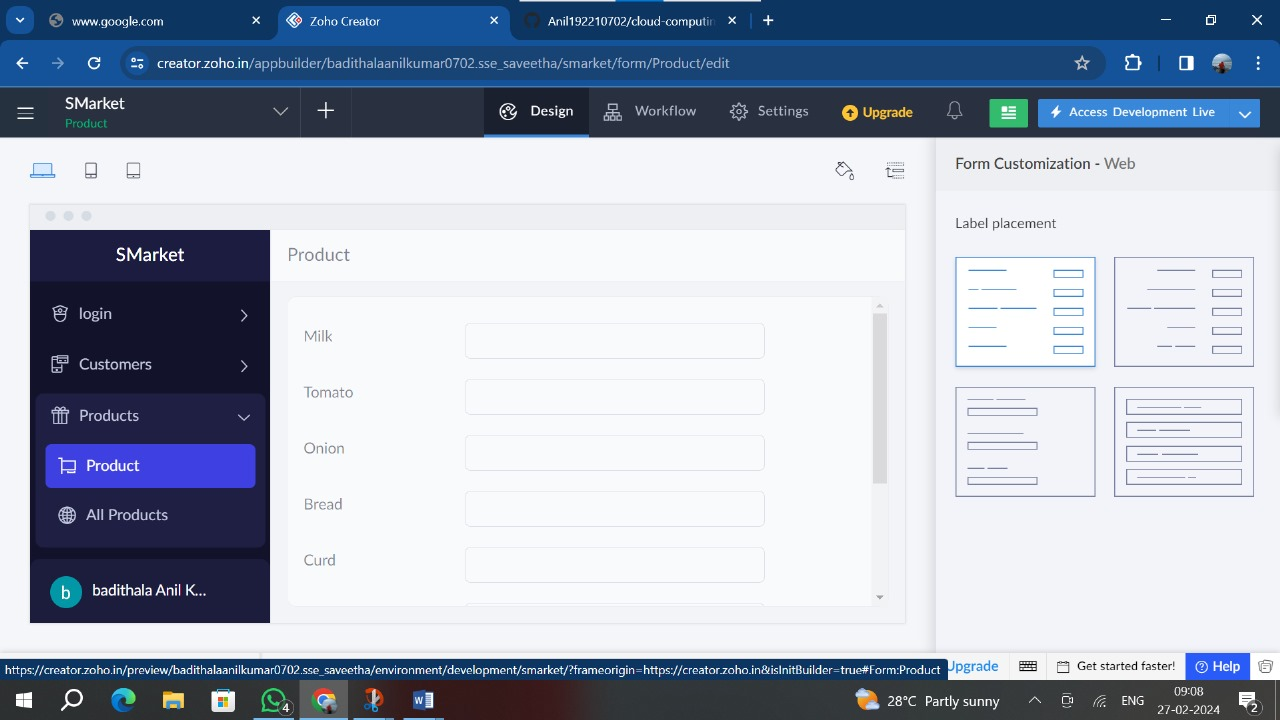 www.google.com
Zoho Creator
Anil192210702/cloud-computin
creator.zoho.in/appbuilder/badithalaanilkumar0702.sse_saveetha/smarket/form/Product/edit
SMarket
Product
Design
Workflow
Settings
Upgrade
Access Development Live
Form Customization - Web
Label placement
SMarket
login
Customers
Products
Product
All Products
b
badithala Anil K...
Product
Milk
Tomato
Onion
Bread
Curd
https://creator.zoho.in/preview/badithalaanilkumar0702.sse_saveetha/environment/development/smarket/?frameorigin=https://creator.zoho.in&isInitBuilder=true#Form:Product
Upgrade
Get started faster!
Help
4
28°C Partly sunny
ENG
09:08
27-02-2024
2